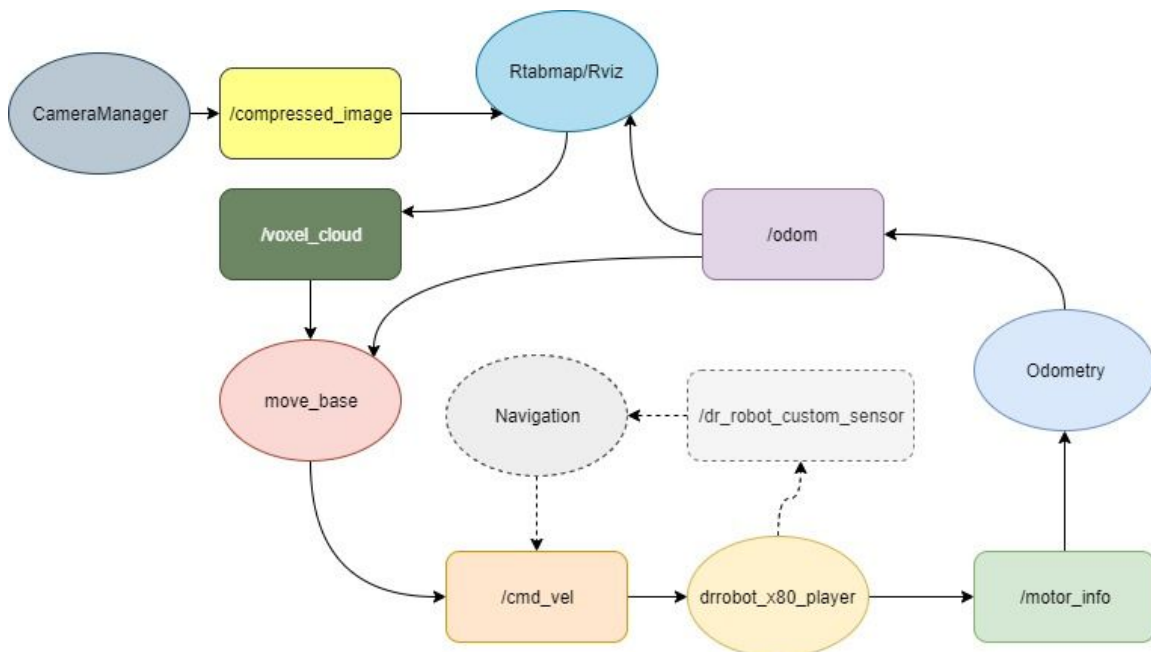 Rtabmap/Rviz
CameraManager
/compressed_image
/voxel_cloud
/odom
Odometry
move_base
Navigation
/dr_robot_custom_sensor
/cmd_vel
drrobot_x80_player
/motor_info